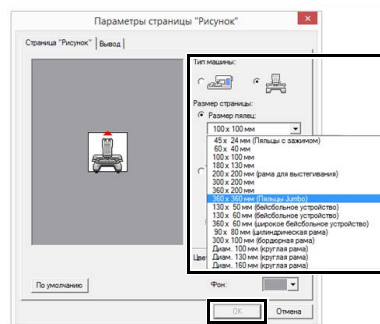 Параметры страницы "Рисунок"
Страница "Рисунок"
Вывод
Тип машины:
Размер страницы:
Размер пялец:
100 x 100 мм
45 x 24 мм (Пяльцы с зажимом)
60 x 40 мм
100 x 100 мм
180 x 130 мм
200 x 200 мм (рама для выстегивания)
300 x 200 мм
360 x 200 мм
360 x 360 мм (Пяльцы Jumbo)
130 x 50 мм (бейсбольное устройство)
130 x 60 мм (бейсбольное устройство)
360 x 60 мм (широкое бейсбольное устройство)
90 x 80 мм (цилиндрическая рама)
300 x 100 мм (бордюрная рама)
Диам. 100 мм (круглая рама)
Диам. 130 мм (круглая рама)
Диам. 160 мм (круглая рама)
По умолчанию
Фон:
OK
Отмена